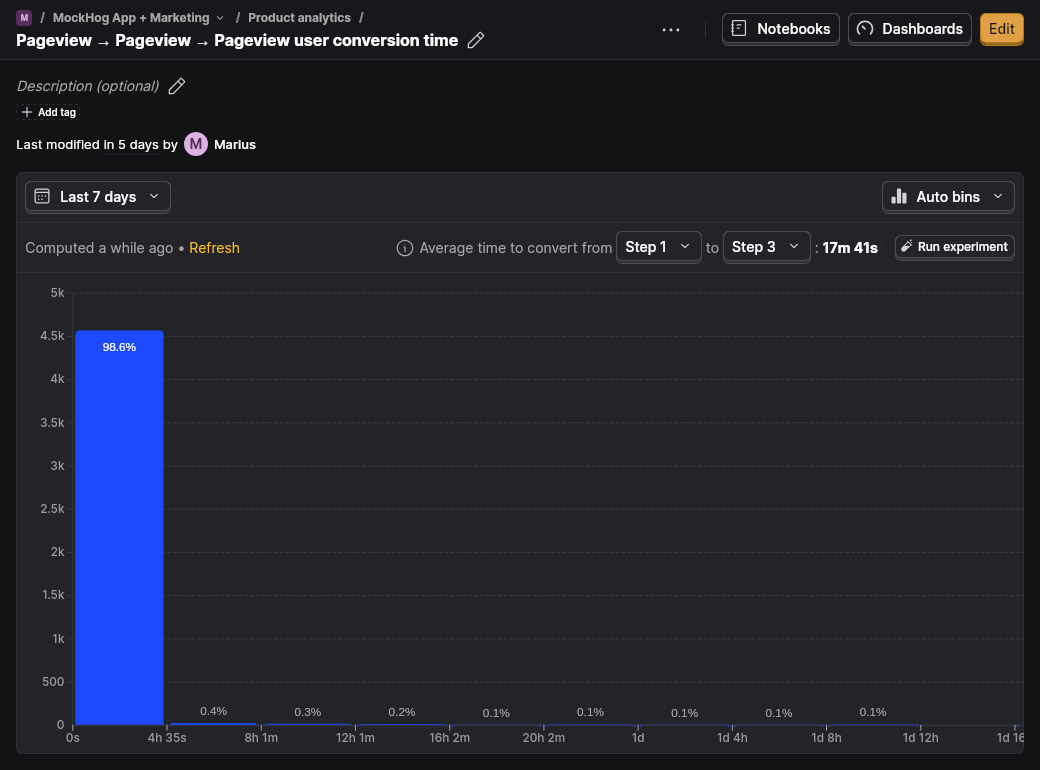 M / MockHog App + Marketing / Product analytics /
Pageview → Pageview → Pageview user conversion time
Notebooks
Dashboards
Edit
Description (optional)
+ Add tag
Last modified in 5 days by M Marius
Last 7 days
Auto bins
Computed a while ago • Refresh
Average time to convert from Step 1 to Step 3 : 17m 41s
Run experiment
5k
4.5k
98.6%
4k
3.5k
3k
2.5k
2k
1.5k
1k
500
0.4% 0.3% 0.2% 0.1% 0.1% 0.1% 0.1% 0.1%
0
0s 4h 35s 8h 1m 12h 1m 16h 2m 20h 2m 1d 1d 4h 1d 8h 1d 12h 1d 16